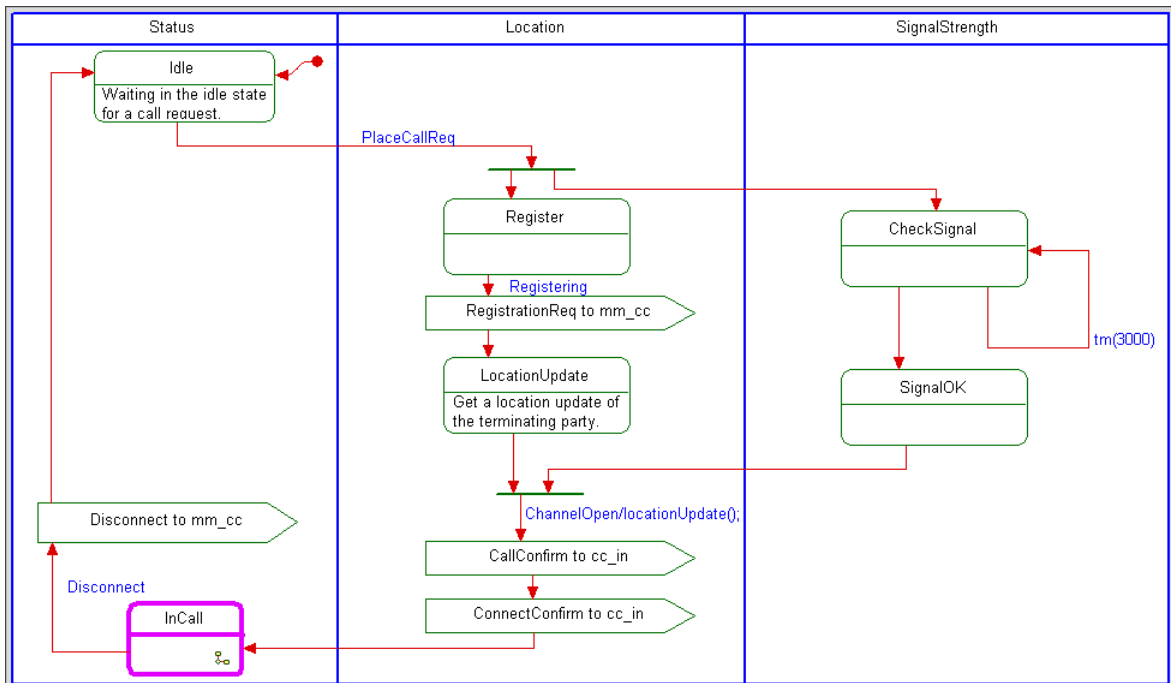 Status
Location
SignalStrength
Idle
Waiting in the idle state
for a call request.
PlaceCallReq
Register
CheckSignal
Registering
RegistrationReq to mm_cc
tm(3000)
LocationUpdate
Get a location update of
the terminating party.
SignalOK
ChannelOpen/locationUpdate();
Disconnect to mm_cc
CallConfirm to cc_in
Disconnect
ConnectConfirm to cc_in
InCall